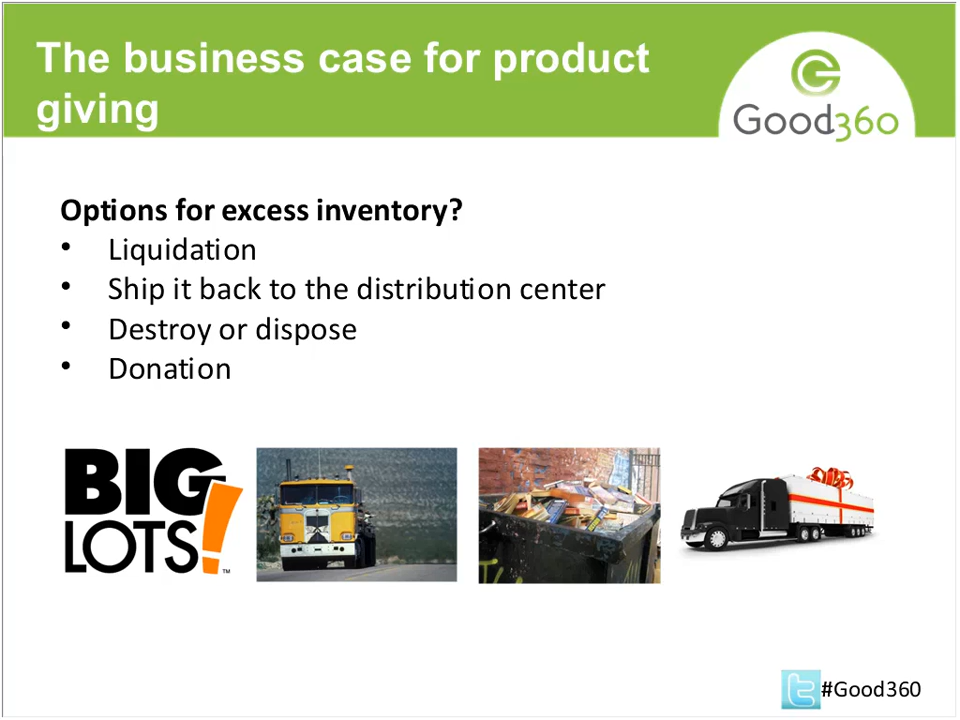 The business case for product
giving
Good360
Options for excess inventory?
• Liquidation
• Ship it back to the distribution center
• Destroy or dispose
• Donation
BIG
LOTS!
™
#Good360